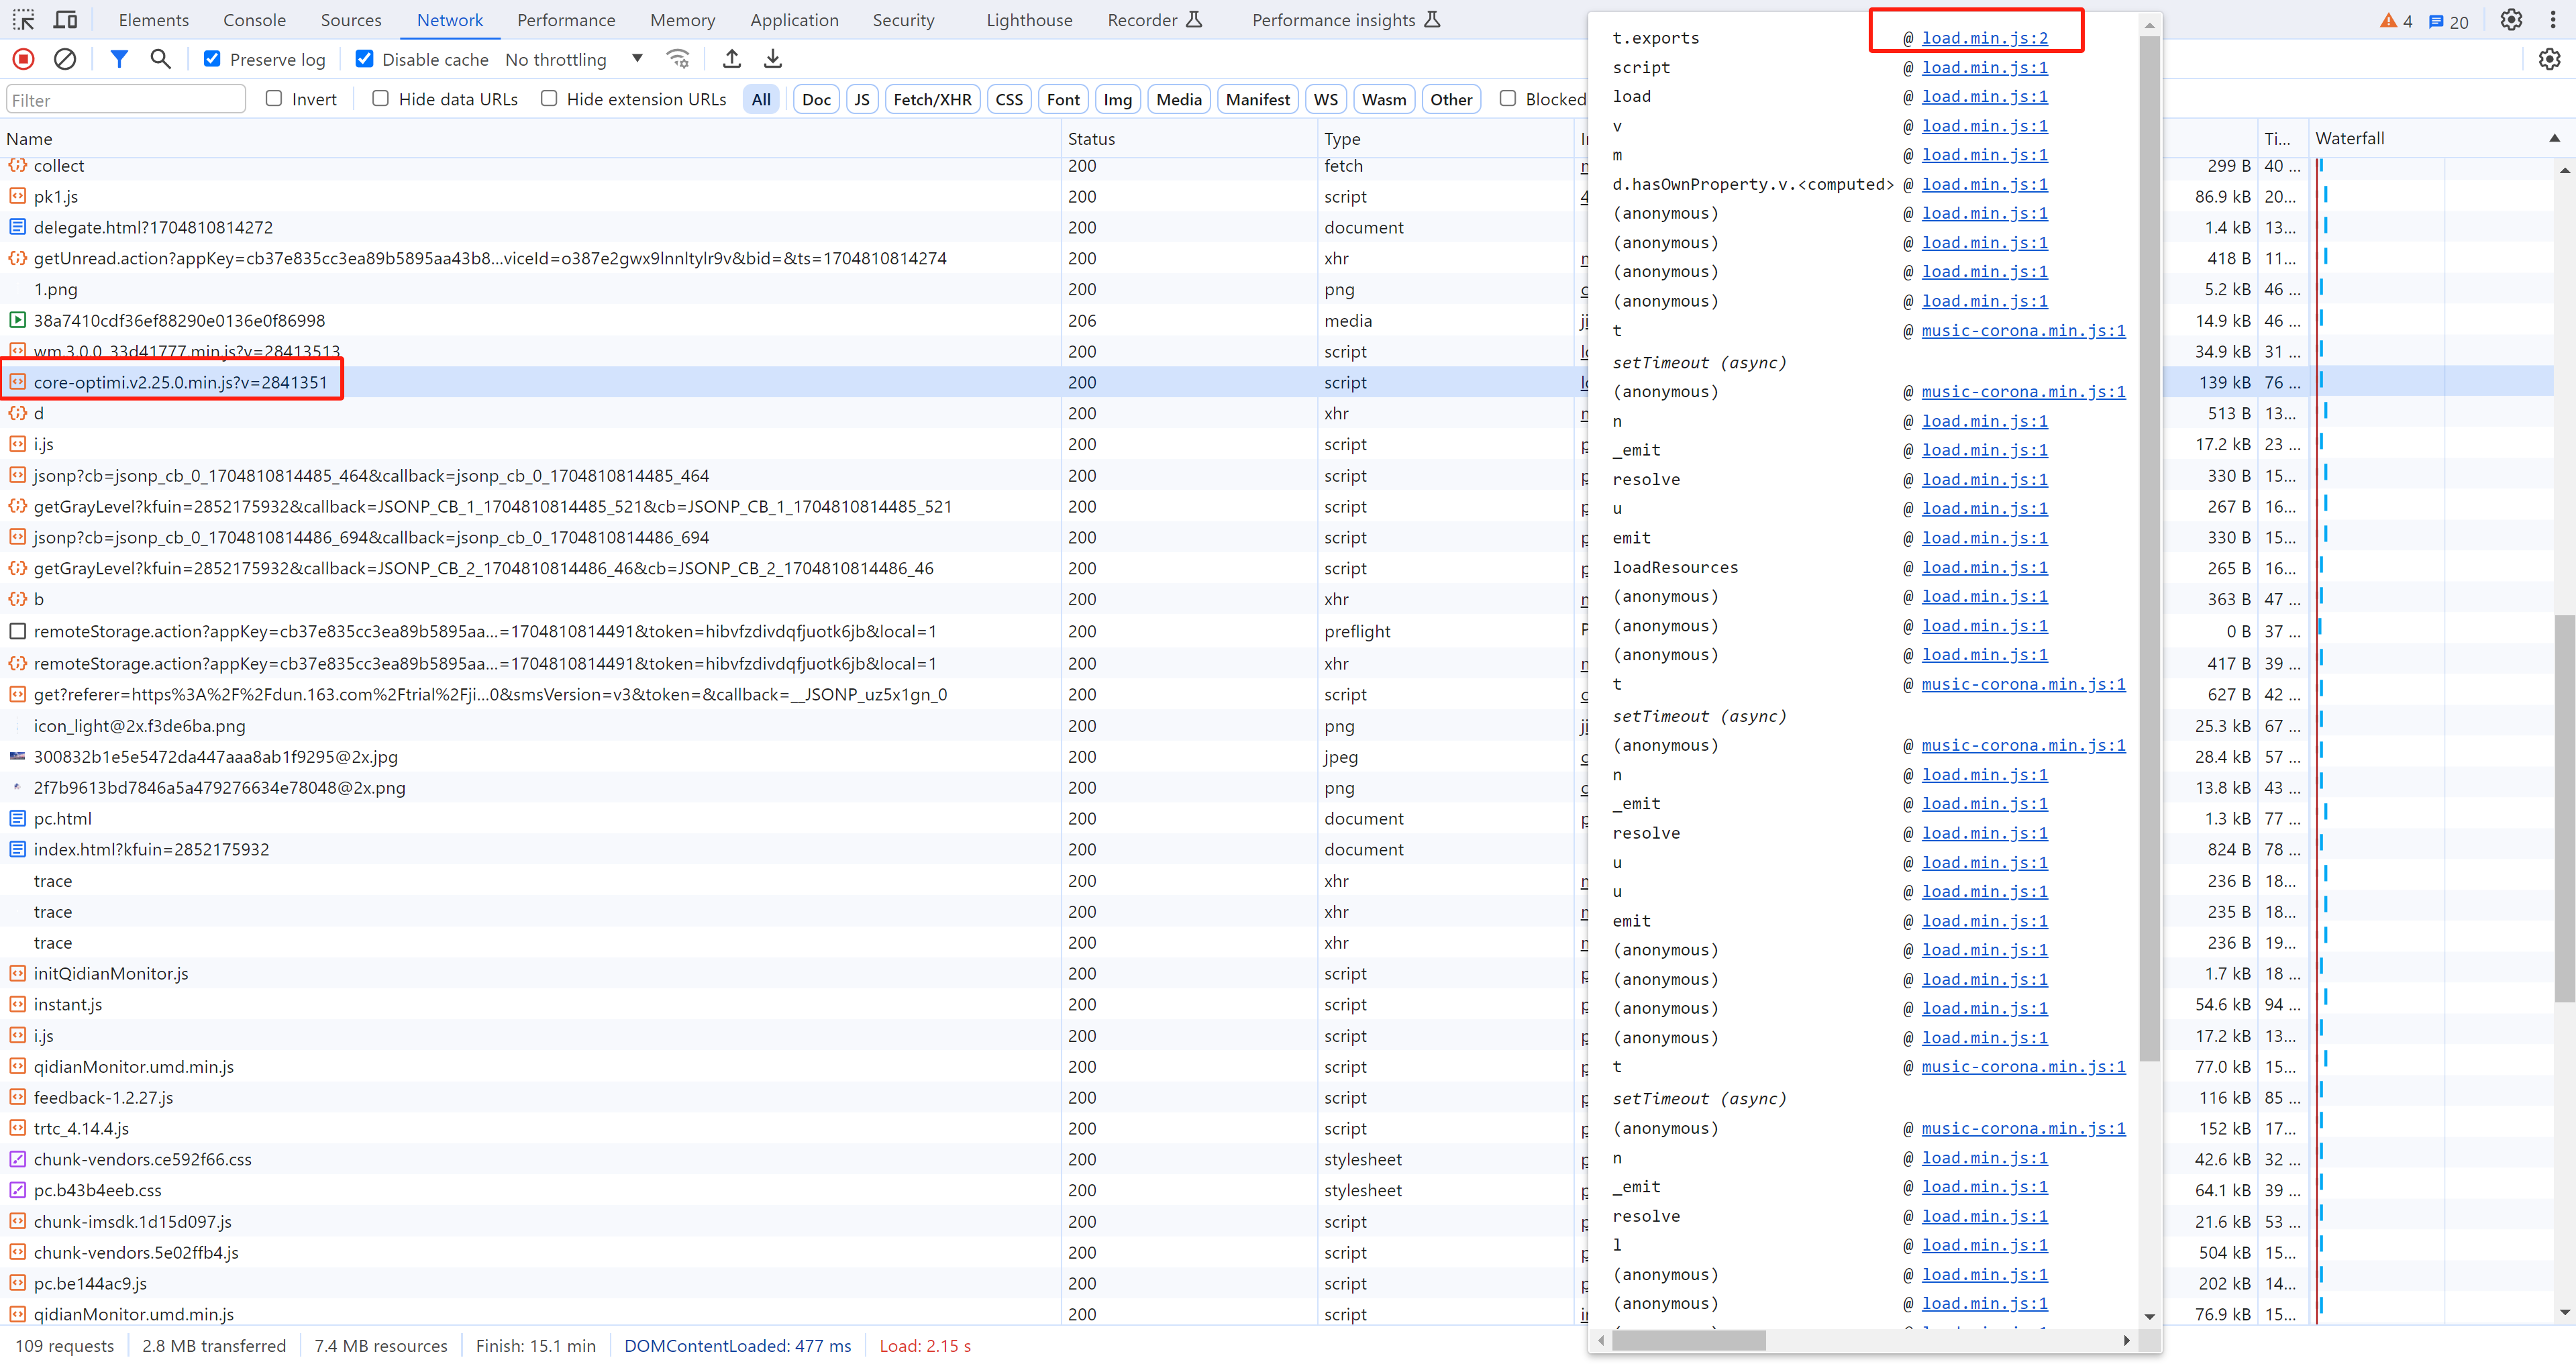 Elements Console Sources Network Performance Memory Application Security Lighthouse Recorder Performance insights 4 20
Preserve log Disable cache No throttling
Filter Invert Hide data URLs Hide extension URLs All Doc JS Fetch/XHR CSS Font Img Media Manifest WS Wasm Other Blocked
Name Status Type Ti... Waterfall
collect 200 fetch 299 B 40 ...
pk1.js 200 script 86.9 kB 20...
delegate.html?1704810814272 200 document 1.4 kB 13...
getUnread.action?appKey=cb37e835cc3ea89b5895aa43b8...viceId=o387e2gwx9lnnltylr9v&bid=&ts=1704810814274 200 xhr 418 B 11...
1.png 200 png 5.2 kB 46 ...
38a7410cdf36ef88290e0136e0f86998 206 media 14.9 kB 46 ...
wm.3.0.0_33d41777.min.js?v=28413513 200 script 34.9 kB 31 ...
core-optimi.v2.25.0.min.js?v=2841351 200 script 139 kB 76 ...
d 200 xhr 513 B 13...
i.js 200 script 17.2 kB 23 ...
jsonp?cb=jsonp_cb_0_1704810814485_464&callback=jsonp_cb_0_1704810814485_464 200 script 330 B 15...
getGrayLevel?kfuin=2852175932&callback=JSONP_CB_1_1704810814485_521&cb=JSONP_CB_1_1704810814485_521 200 script 267 B 16...
jsonp?cb=jsonp_cb_0_1704810814486_694&callback=jsonp_cb_0_1704810814486_694 200 script 330 B 15...
getGrayLevel?kfuin=2852175932&callback=JSONP_CB_2_1704810814486_46&cb=JSONP_CB_2_1704810814486_46 200 script 265 B 16...
b 200 xhr 363 B 47 ...
remoteStorage.action?appKey=cb37e835cc3ea89b5895aa...=1704810814491&token=hibvfzdivdqfjuotk6jb&local=1 200 preflight 0 B 37 ...
remoteStorage.action?appKey=cb37e835cc3ea89b5895aa...=1704810814491&token=hibvfzdivdqfjuotk6jb&local=1 200 xhr 417 B 39 ...
get?referer=https%3A%2F%2Fdun.163.com%2Ftrial%2Fji...0&smsVersion=v3&token=&callback=__JSONP_uz5x1gn_0 200 script 627 B 42 ...
icon_light@2x.f3de6ba.png 200 png 25.3 kB 67 ...
300832b1e5e5472da447aaa8ab1f9295@2x.jpg 200 jpeg 28.4 kB 57 ...
2f7b9613bd7846a5a479276634e78048@2x.png 200 png 13.8 kB 43 ...
pc.html 200 document 1.3 kB 77 ...
index.html?kfuin=2852175932 200 document 824 B 78 ...
trace 200 xhr 236 B 18...
trace 200 xhr 235 B 18...
trace 200 xhr 236 B 19...
initQidianMonitor.js 200 script 1.7 kB 18 ...
instant.js 200 script 54.6 kB 94 ...
i.js 200 script 17.2 kB 13...
qidianMonitor.umd.min.js 200 script 77.0 kB 15...
feedback-1.2.27.js 200 script 116 kB 85 ...
trtc_4.14.4.js 200 script 152 kB 17...
chunk-vendors.ce592f66.css 200 stylesheet 42.6 kB 32 ...
pc.b43b4eeb.css 200 stylesheet 64.1 kB 39 ...
chunk-imsdk.1d15d097.js 200 script 21.6 kB 53 ...
chunk-vendors.5e02ffb4.js 200 script 504 kB 15...
pc.be144ac9.js 200 script 202 kB 14...
qidianMonitor.umd.min.js 200 script 76.9 kB 15...
109 requests 2.8 MB transferred 7.4 MB resources Finish: 15.1 min DOMContentLoaded: 477 ms Load: 2.15 s
t.exports @ load.min.js:2
script @ load.min.js:1
load @ load.min.js:1
v @ load.min.js:1
m @ load.min.js:1
d.hasOwnProperty.v.<computed> @ load.min.js:1
(anonymous) @ load.min.js:1
(anonymous) @ load.min.js:1
(anonymous) @ load.min.js:1
(anonymous) @ load.min.js:1
t @ music-corona.min.js:1
setTimeout (async)
(anonymous) @ music-corona.min.js:1
n @ load.min.js:1
_emit @ load.min.js:1
resolve @ load.min.js:1
u @ load.min.js:1
emit @ load.min.js:1
loadResources @ load.min.js:1
(anonymous) @ load.min.js:1
(anonymous) @ load.min.js:1
(anonymous) @ load.min.js:1
t @ music-corona.min.js:1
setTimeout (async)
(anonymous) @ music-corona.min.js:1
n @ load.min.js:1
_emit @ load.min.js:1
resolve @ load.min.js:1
u @ load.min.js:1
u @ load.min.js:1
emit @ load.min.js:1
(anonymous) @ load.min.js:1
(anonymous) @ load.min.js:1
(anonymous) @ load.min.js:1
(anonymous) @ load.min.js:1
t @ music-corona.min.js:1
setTimeout (async)
(anonymous) @ music-corona.min.js:1
n @ load.min.js:1
_emit @ load.min.js:1
resolve @ load.min.js:1
l @ load.min.js:1
(anonymous) @ load.min.js:1
(anonymous) @ load.min.js:1